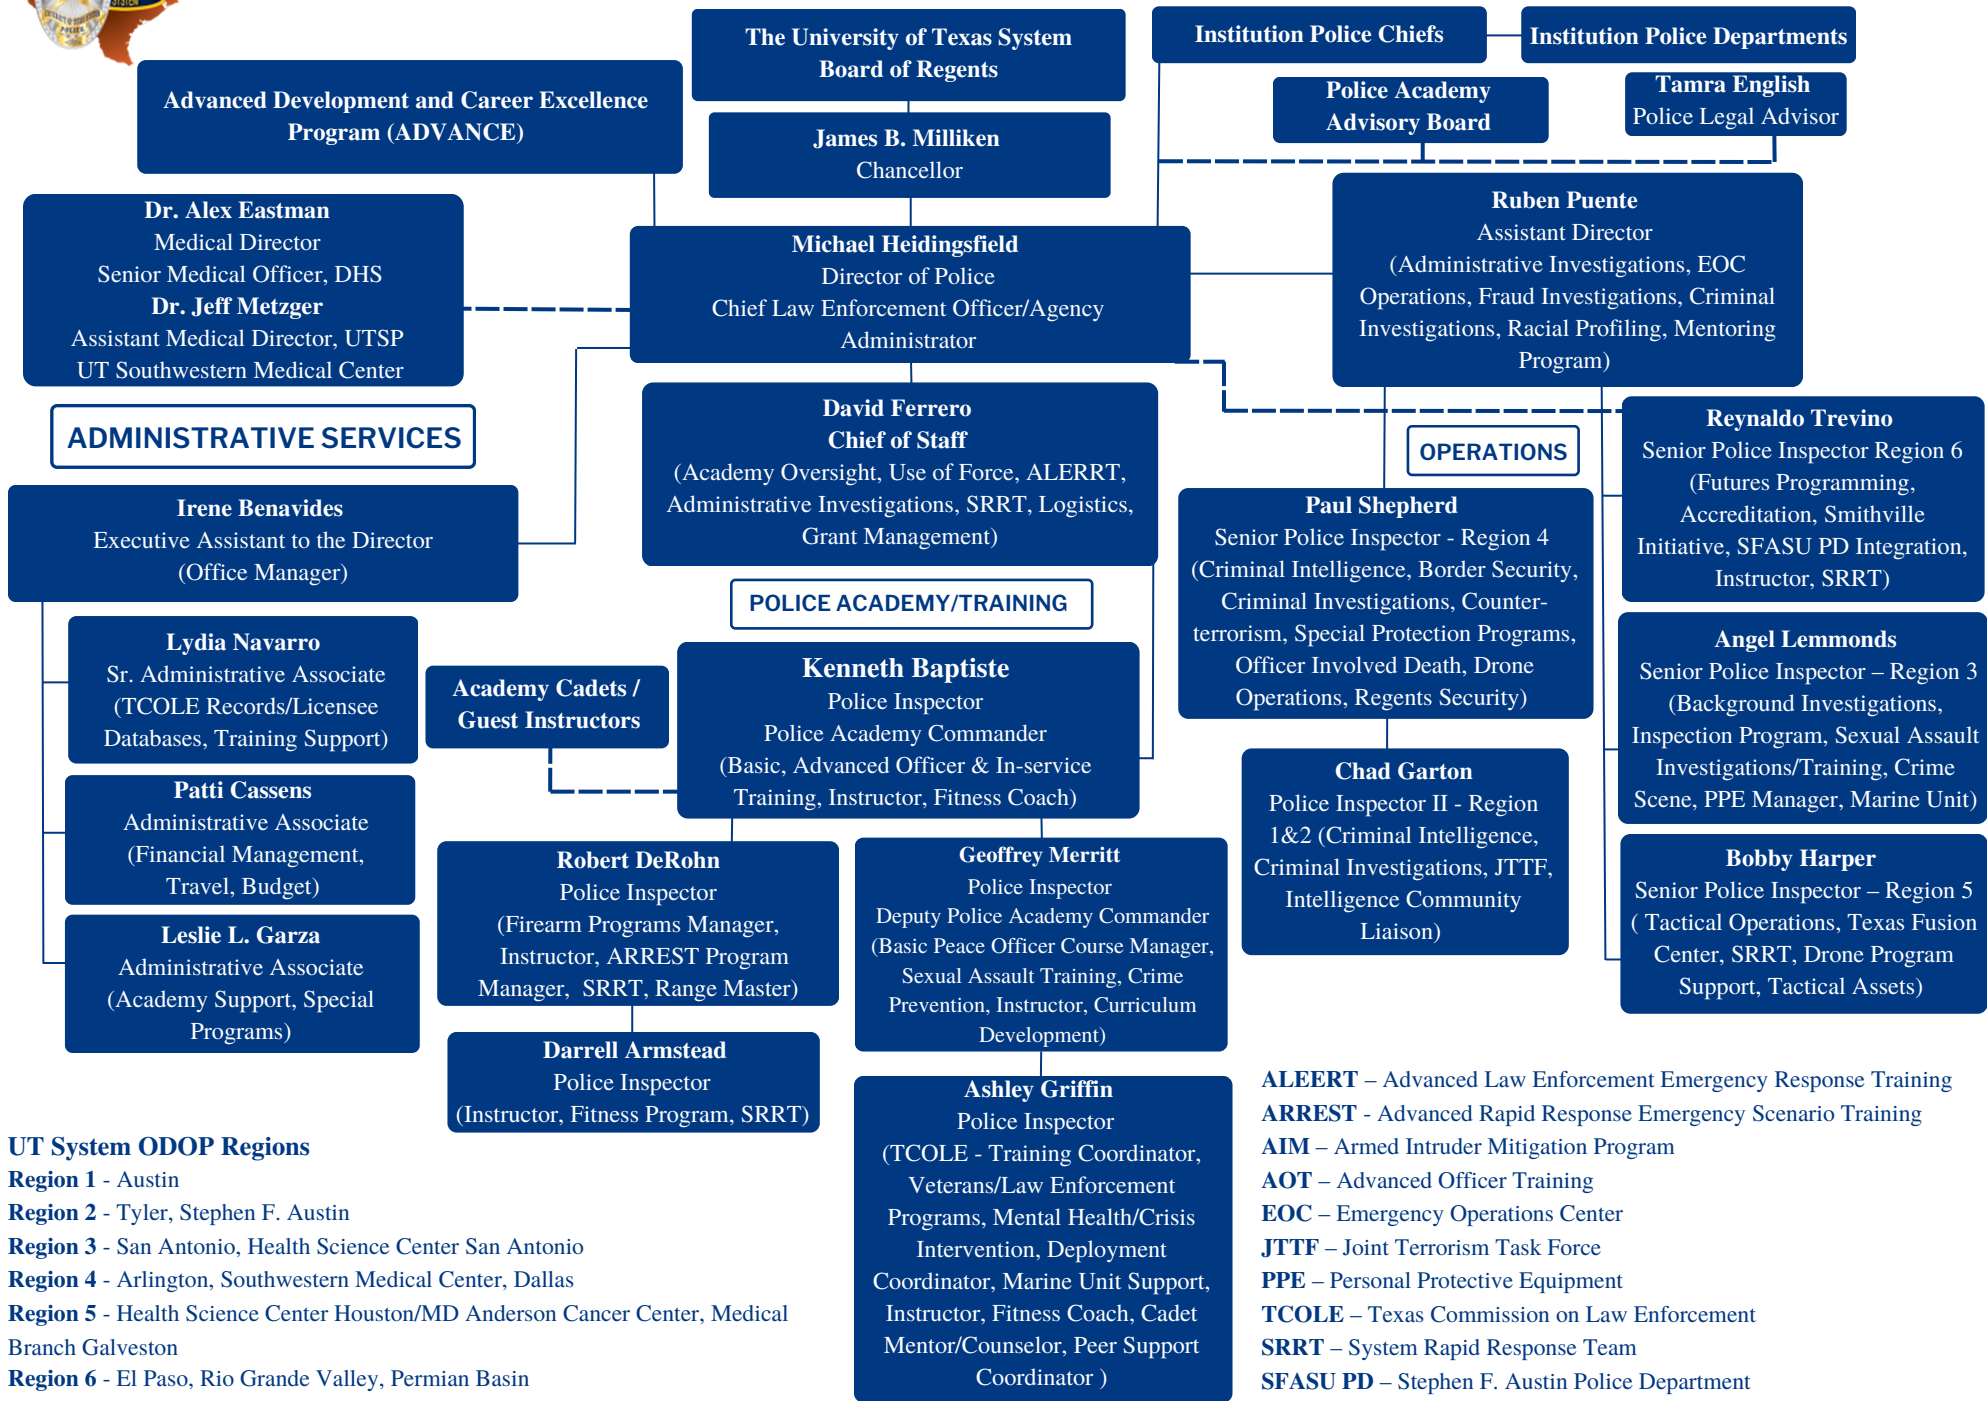 SYSTEM
POLICE
The University of Texas System
Board of Regents
Institution Police Chiefs
Institution Police Departments
Advanced Development and Career Excellence
Program (ADVANCE)
James B. Milliken
Chancellor
Police Academy
Advisory Board
Tamra English
Police Legal Advisor
Dr. Alex Eastman
Medical Director
Senior Medical Officer, DHS
Dr. Jeff Metzger
Assistant Medical Director, UTSP
UT Southwestern Medical Center
Michael Heidingsfield
Director of Police
Chief Law Enforcement Officer/Agency
Administrator
Ruben Puente
Assistant Director
(Administrative Investigations, EOC
Operations, Fraud Investigations, Criminal
Investigations, Racial Profiling, Mentoring
Program)
ADMINISTRATIVE SERVICES
David Ferrero
Chief of Staff
(Academy Oversight, Use of Force, ALERRT,
Administrative Investigations, SRRT, Logistics,
Grant Management)
OPERATIONS
Reynaldo Trevino
Senior Police Inspector Region 6
(Futures Programming,
Accreditation, Smithville
Initiative, SFASU PD Integration,
Instructor, SRRT)
Irene Benavides
Executive Assistant to the Director
(Office Manager)
Paul Shepherd
Senior Police Inspector - Region 4
(Criminal Intelligence, Border Security,
Criminal Investigations, Counter-
terrorism, Special Protection Programs,
Officer Involved Death, Drone
Operations, Regents Security)
POLICE ACADEMY/TRAINING
Lydia Navarro
Sr. Administrative Associate
(TCOLE Records/Licensee
Databases, Training Support)
Academy Cadets /
Guest Instructors
Kenneth Baptiste
Police Inspector
Police Academy Commander
(Basic, Advanced Officer & In-service
Training, Instructor, Fitness Coach)
Angel Lemmonds
Senior Police Inspector – Region 3
(Background Investigations,
Inspection Program, Sexual Assault
Investigations/Training, Crime
Scene, PPE Manager, Marine Unit)
Patti Cassens
Administrative Associate
(Financial Management,
Travel, Budget)
Chad Garton
Police Inspector II - Region
1&2 (Criminal Intelligence,
Criminal Investigations, JTTF,
Intelligence Community
Liaison)
Robert DeRohn
Police Inspector
(Firearm Programs Manager,
Instructor, ARREST Program
Manager, SRRT, Range Master)
Geoffrey Merritt
Police Inspector
Deputy Police Academy Commander
(Basic Peace Officer Course Manager,
Sexual Assault Training, Crime
Prevention, Instructor, Curriculum
Development)
Bobby Harper
Senior Police Inspector – Region 5
( Tactical Operations, Texas Fusion
Center, SRRT, Drone Program
Support, Tactical Assets)
Leslie L. Garza
Administrative Associate
(Academy Support, Special
Programs)
Darrell Armstead
Police Inspector
(Instructor, Fitness Program, SRRT)
Ashley Griffin
Police Inspector
(TCOLE - Training Coordinator,
Veterans/Law Enforcement
Programs, Mental Health/Crisis
Intervention, Deployment
Coordinator, Marine Unit Support,
Instructor, Fitness Coach, Cadet
Mentor/Counselor, Peer Support
Coordinator )
UT System ODOP Regions
Region 1 - Austin
Region 2 - Tyler, Stephen F. Austin
Region 3 - San Antonio, Health Science Center San Antonio
Region 4 - Arlington, Southwestern Medical Center, Dallas
Region 5 - Health Science Center Houston/MD Anderson Cancer Center, Medical
Branch Galveston
Region 6 - El Paso, Rio Grande Valley, Permian Basin
ALEERT – Advanced Law Enforcement Emergency Response Training
ARREST - Advanced Rapid Response Emergency Scenario Training
AIM – Armed Intruder Mitigation Program
AOT – Advanced Officer Training
EOC – Emergency Operations Center
JTTF – Joint Terrorism Task Force
PPE – Personal Protective Equipment
TCOLE – Texas Commission on Law Enforcement
SRRT – System Rapid Response Team
SFASU PD – Stephen F. Austin Police Department